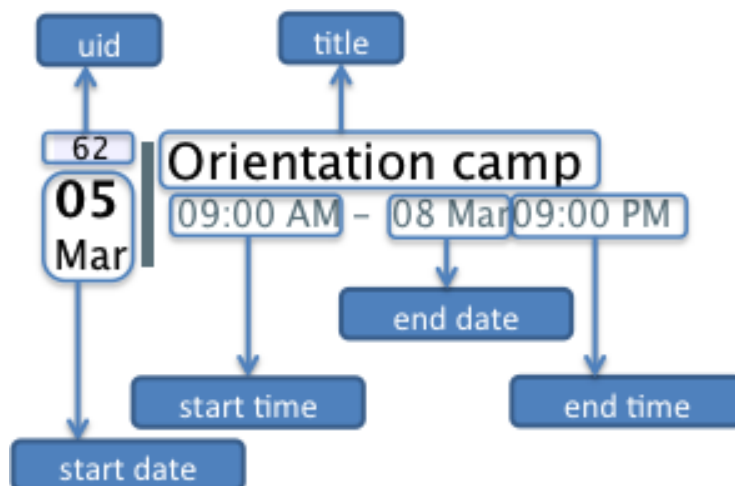 uid
title
62
Orientation camp
05
Mar
09:00 AM – 08 Mar 09:00 PM
end date
start time
end time
start date